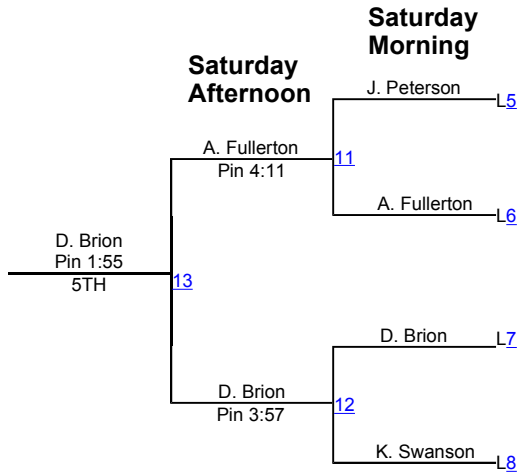 Saturday
Morning
Saturday
Afternoon
J. Peterson
L5
A. Fullerton
Pin 4:11
11
A. Fullerton
L6
D. Brion
Pin 1:55
5TH
13
D. Brion
L7
D. Brion
Pin 3:57
12
K. Swanson
L8